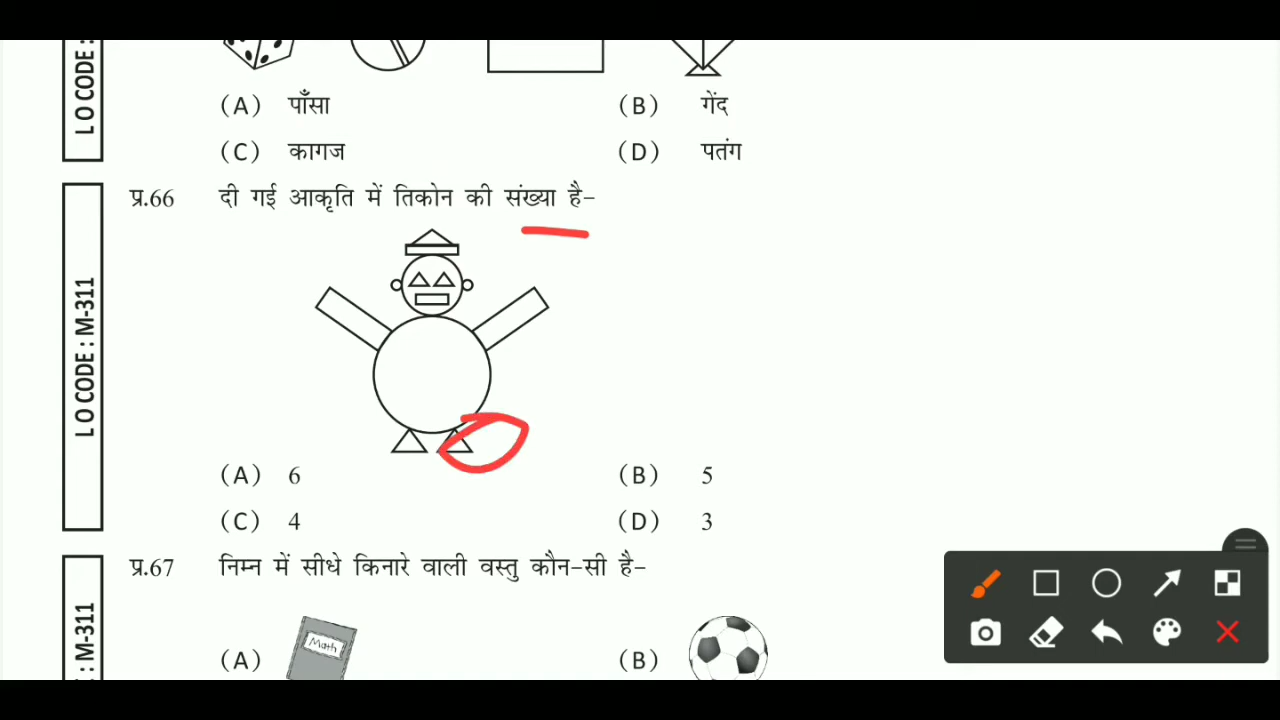 L O CODE :
(A) पाँसा (B) गेंद
(C) कागज (D) पतंग
L O CODE : M-311
प्र.66 दी गई आकृति में तिकोन की संख्या है-
(A) 6 (B) 5
(C) 4 (D) 3
: M-311
प्र.67 निम्न में सीधे किनारे वाली वस्तु कौन-सी है-
Math
(A) (B)